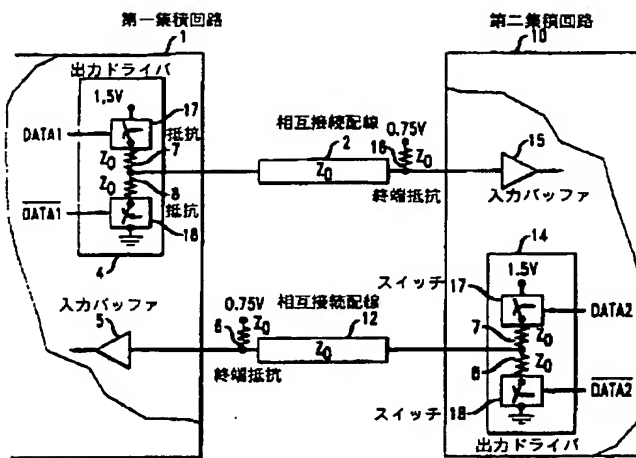 第一集積回路
1
出力ドライバ
1.5V
17
抵抗
DATA1
Z0
7
Z0
8
抵抗
DATA1
18
4
相互接続配線
2
Z0
0.75V
16
Z0
終端抵抗
第二集積回路
10
15
入力バッファ
入力バッファ
5
0.75V
6
Z0
終端抵抗
相互接続配線
12
Z0
14
1.5V
スイッチ
17
DATA2
7
Z0
8
Z0
スイッチ
18
DATA2
出力ドライバ